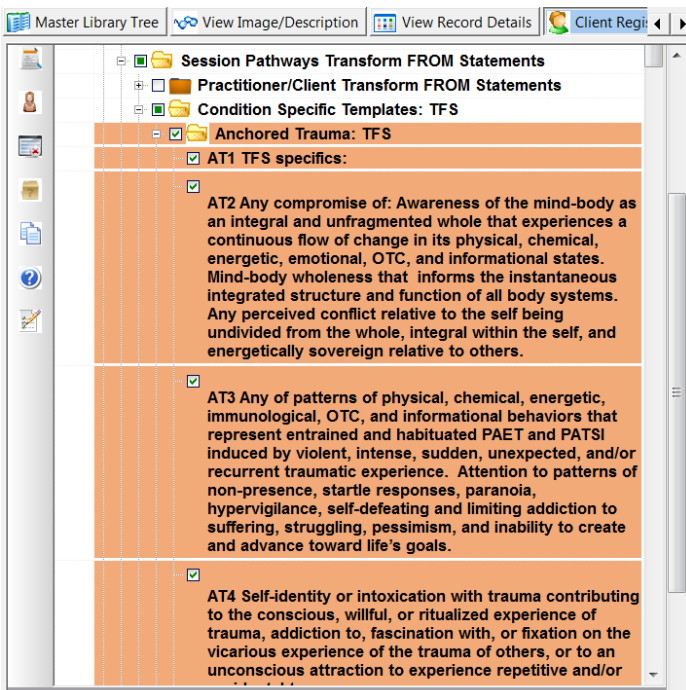 Master Library Tree
View Image/Description
View Record Details
Client Regis
Session Pathways Transform FROM Statements
Practitioner/Client Transform FROM Statements
Condition Specific Templates: TFS
Anchored Trauma: TFS
AT1 TFS specifics:
AT2 Any compromise of: Awareness of the mind-body as
an integral and unfragmented whole that experiences a
continuous flow of change in its physical, chemical,
energetic, emotional, OTC, and informational states.
Mind-body wholeness that  informs the instantaneous
integrated structure and function of all body systems.
Any perceived conflict relative to the self being
undivided from the whole, integral within the self, and
energetically sovereign relative to others.
AT3 Any of patterns of physical, chemical, energetic,
immunological, OTC, and informational behaviors that
represent entrained and habituated PAET and PATSI
induced by violent, intense, sudden, unexpected, and/or
recurrent traumatic experience.  Attention to patterns of
non-presence, startle responses, paranoia,
hypervigilance, self-defeating and limiting addiction to
suffering, struggling, pessimism, and inability to create
and advance toward life's goals.
AT4 Self-identity or intoxication with trauma contributing
to the conscious, willful, or ritualized experience of
trauma, addiction to, fascination with, or fixation on the
vicarious experience of the trauma of others, or to an
unconscious attraction to experience repetitive and/or